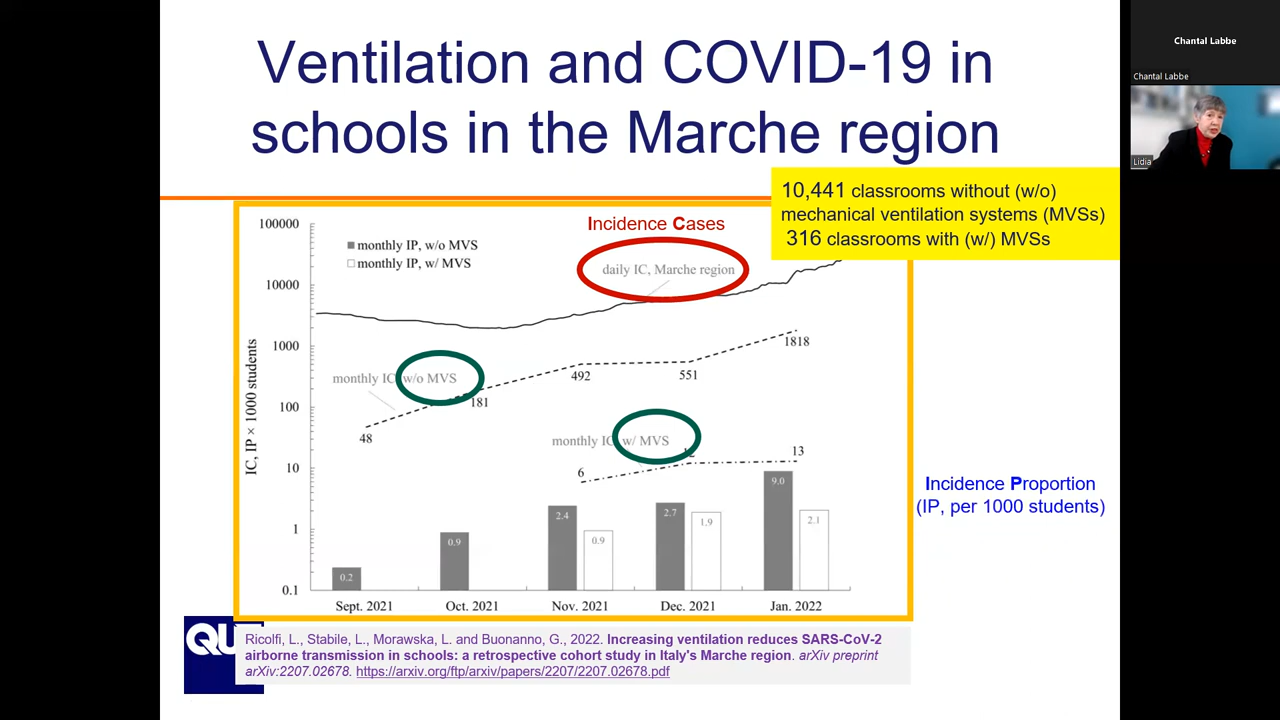 Ventilation and COVID-19 in
schools in the Marche region
10,441 classrooms without (w/o)
mechanical ventilation systems (MVSs)
316 classrooms with (w/) MVSs
Incidence Cases
monthly IP, w/o MVS
monthly IP, w/ MVS
daily IC, Marche region
monthly IC, w/o MVS
monthly IC, w/ MVS
IC, IP × 1000 students
100000
10000
1000
100
10
1
0.1
48
181
492
551
1818
6
13
0.2
0.9
2.4
0.9
2.7
1.9
9.0
2.1
Sept. 2021
Oct. 2021
Nov. 2021
Dec. 2021
Jan. 2022
Incidence Proportion
(IP, per 1000 students)
QU
Ricolfi, L., Stabile, L., Morawska, L. and Buonanno, G., 2022. Increasing ventilation reduces SARS-CoV-2
airborne transmission in schools: a retrospective cohort study in Italy's Marche region. arXiv preprint
arXiv:2207.02678. https://arxiv.org/ftp/arxiv/papers/2207/2207.02678.pdf
Chantal Labbe
Chantal Labbe
Lidia